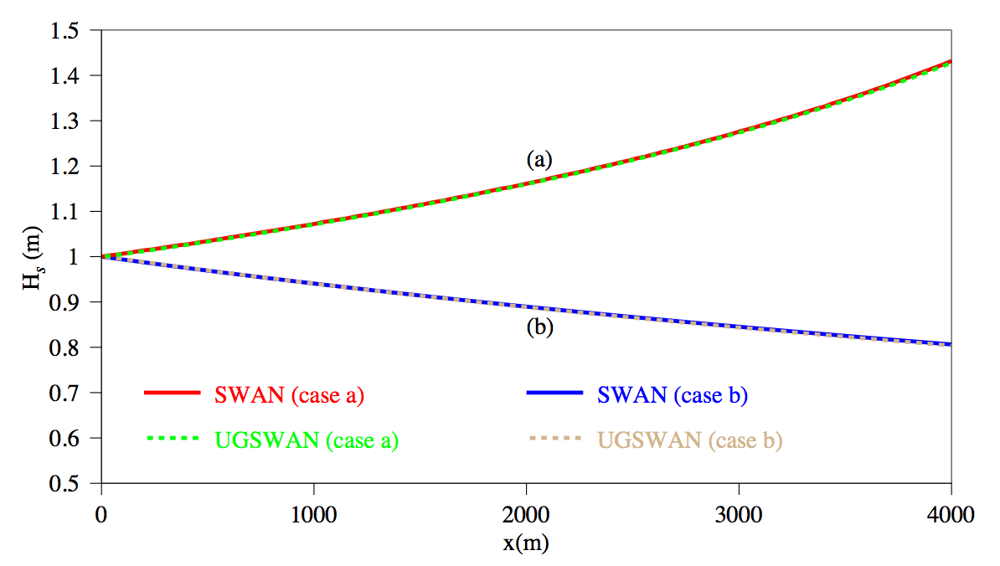 1.5
1.4
1.3
1.2
1.1
1
0.9
0.8
0.7
0.6
0.5
Hs (m)
(a)
(b)
SWAN (case a)
SWAN (case b)
UGSWAN (case a)
UGSWAN (case b)
0
1000
2000
3000
4000
x(m)